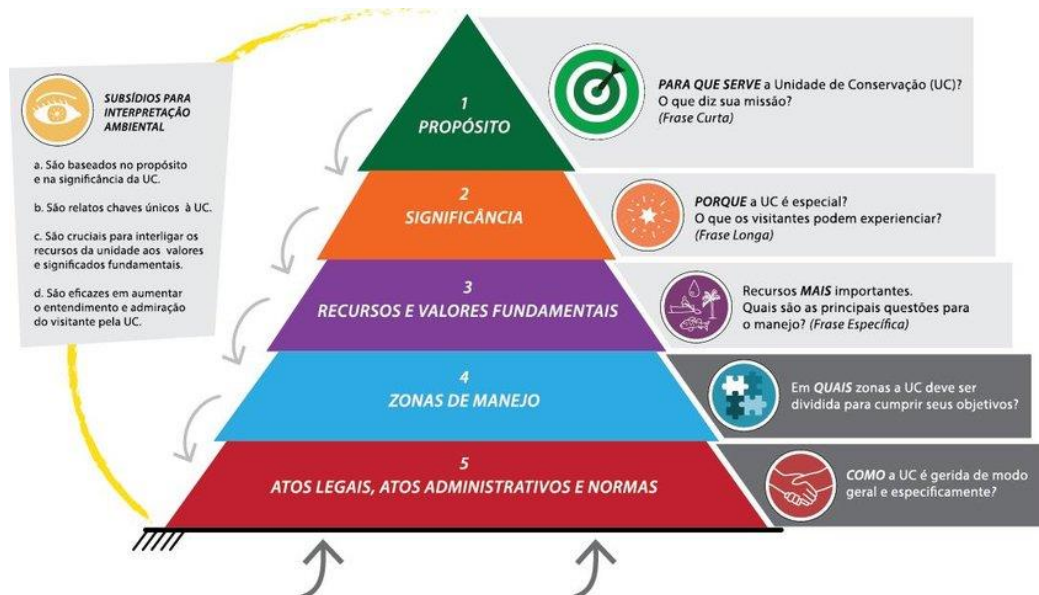 SUBSÍDIOS PARA
INTERPRETAÇÃO
AMBIENTAL
a. São baseados no propósito
e na significância da UC.
b. São relatos chaves únicos à UC.
c. São cruciais para interligar os
recursos da unidade aos valores
e significados fundamentais.
d. São eficazes em aumentar
o entendimento e admiração
do visitante pela UC.
1
PROPÓSITO
PARA QUE SERVE a Unidade de Conservação (UC)?
O que diz sua missão?
(Frase Curta)
2
SIGNIFICÂNCIA
PORQUE a UC é especial?
O que os visitantes podem experienciar?
(Frase Longa)
3
RECURSOS E VALORES FUNDAMENTAIS
Recursos MAIS importantes.
Quais são as principais questões para
o manejo? (Frase Específica)
4
ZONAS DE MANEJO
Em QUAIS zonas a UC deve ser
dividida para cumprir seus objetivos?
5
ATOS LEGAIS, ATOS ADMINISTRATIVOS E NORMAS
COMO a UC é gerida de modo
geral e especificamente?